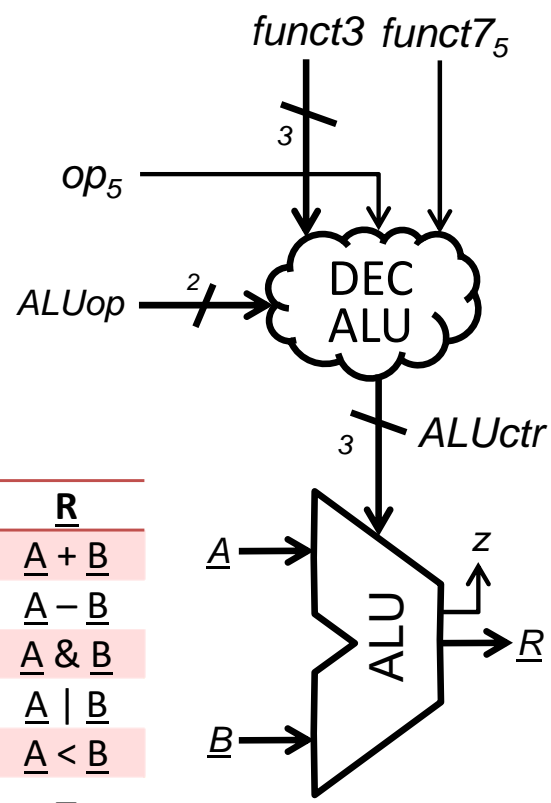 funct3 funct7₅
3
op₅
DEC
ALU
ALUop
2
ALUctr
3
R
A + B
A – B
A & B
A | B
A < B
A
B
ALU
z
R